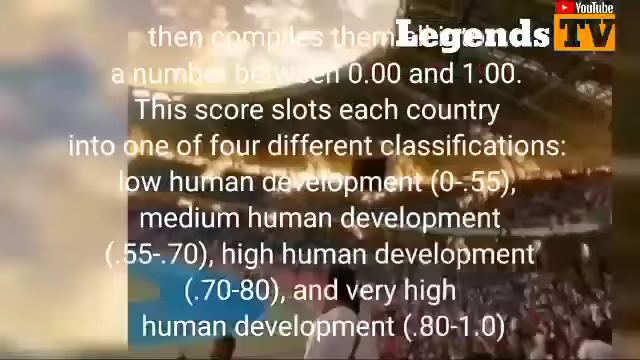 YouTube
Legends TV
then compiles them all into
a number between 0.00 and 1.00.
This score slots each country
into one of four different classifications:
low human development (0-.55),
medium human development
(.55-.70), high human development
(.70-80), and very high
human development (.80-1.0)